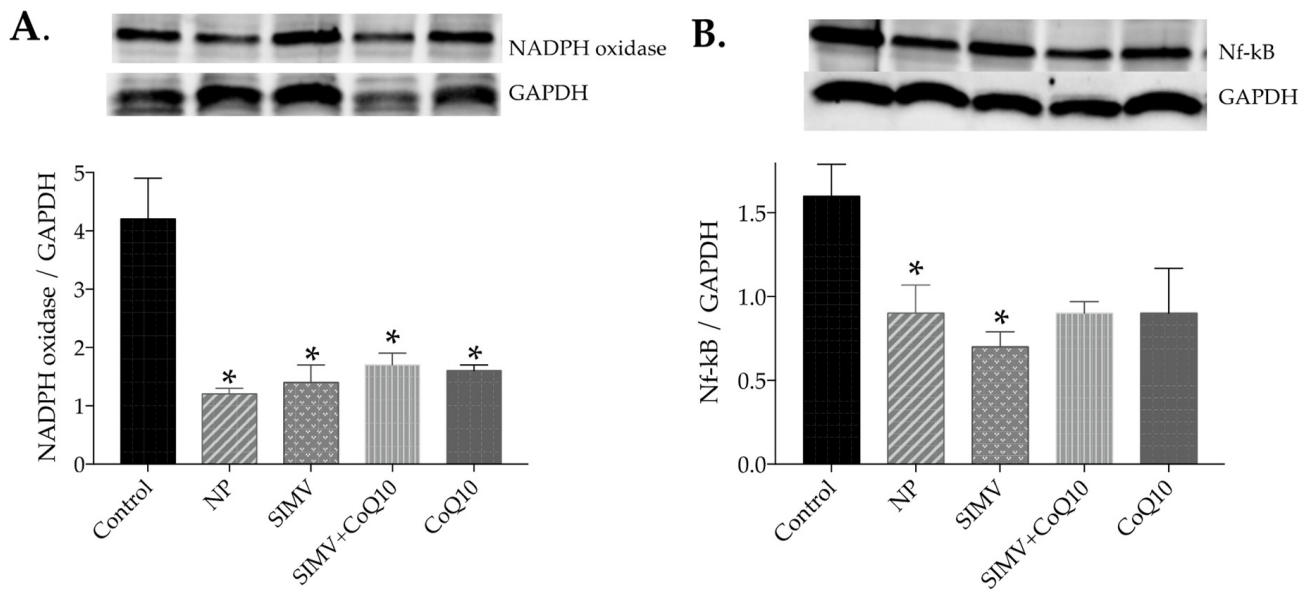 A.
NADPH oxidase
GAPDH
NADPH oxidase / GAPDH
5
4
3
2
1
0
*
*
*
*
Control
NP
SIMV
SIMV+CoQ10
CoQ10
B.
Nf-kB
GAPDH
Nf-kB / GAPDH
1.5
1.0
0.5
0.0
*
*
Control
NP
SIMV
SIMV+CoQ10
CoQ10